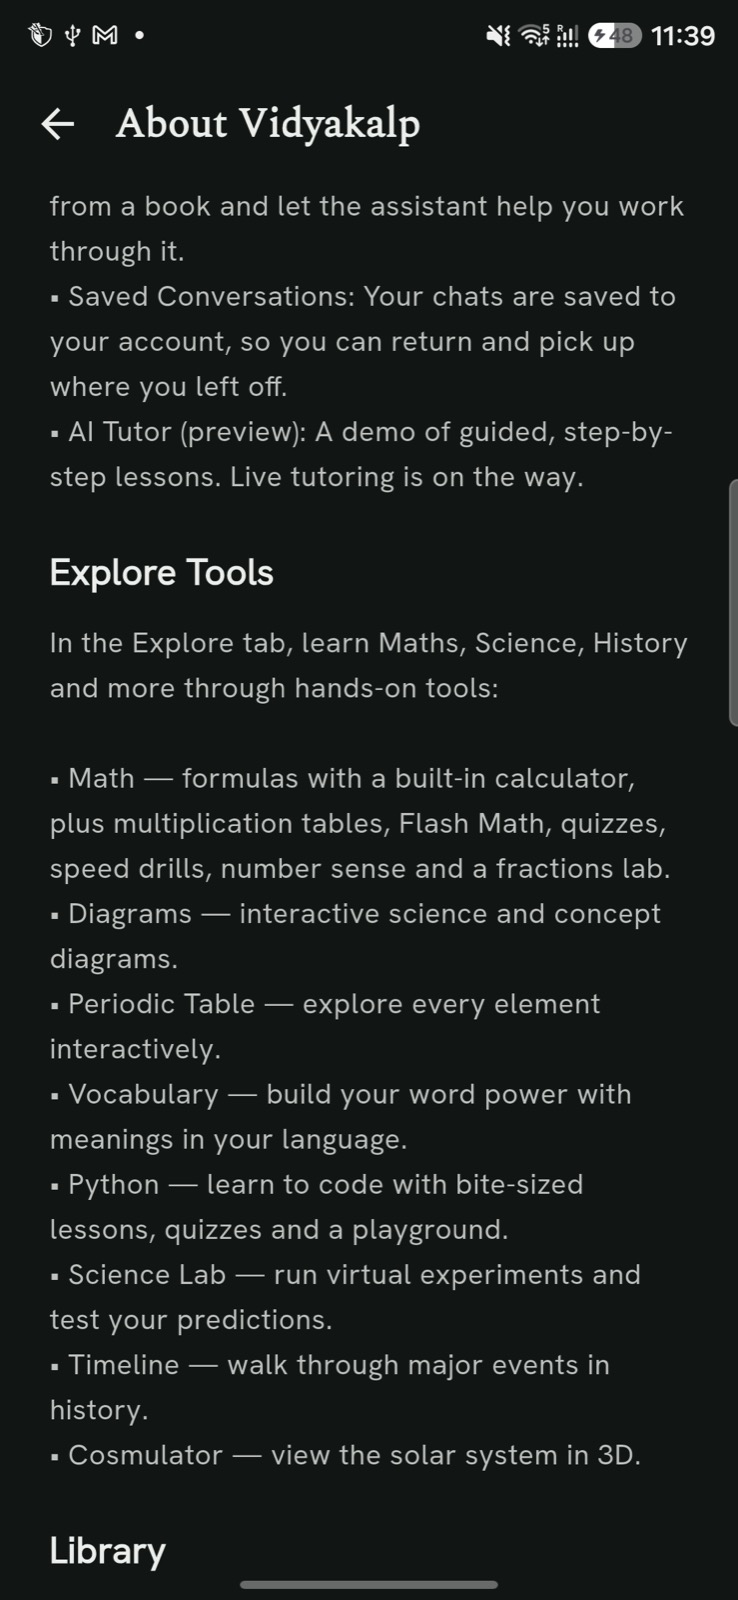 48 11:39
About Vidyakalp
from a book and let the assistant help you work
through it.
▪ Saved Conversations: Your chats are saved to
your account, so you can return and pick up
where you left off.
▪ AI Tutor (preview): A demo of guided, step-by-
step lessons. Live tutoring is on the way.
Explore Tools
In the Explore tab, learn Maths, Science, History
and more through hands-on tools:
▪ Math — formulas with a built-in calculator,
plus multiplication tables, Flash Math, quizzes,
speed drills, number sense and a fractions lab.
▪ Diagrams — interactive science and concept
diagrams.
▪ Periodic Table — explore every element
interactively.
▪ Vocabulary — build your word power with
meanings in your language.
▪ Python — learn to code with bite-sized
lessons, quizzes and a playground.
▪ Science Lab — run virtual experiments and
test your predictions.
▪ Timeline — walk through major events in
history.
▪ Cosmulator — view the solar system in 3D.
Library